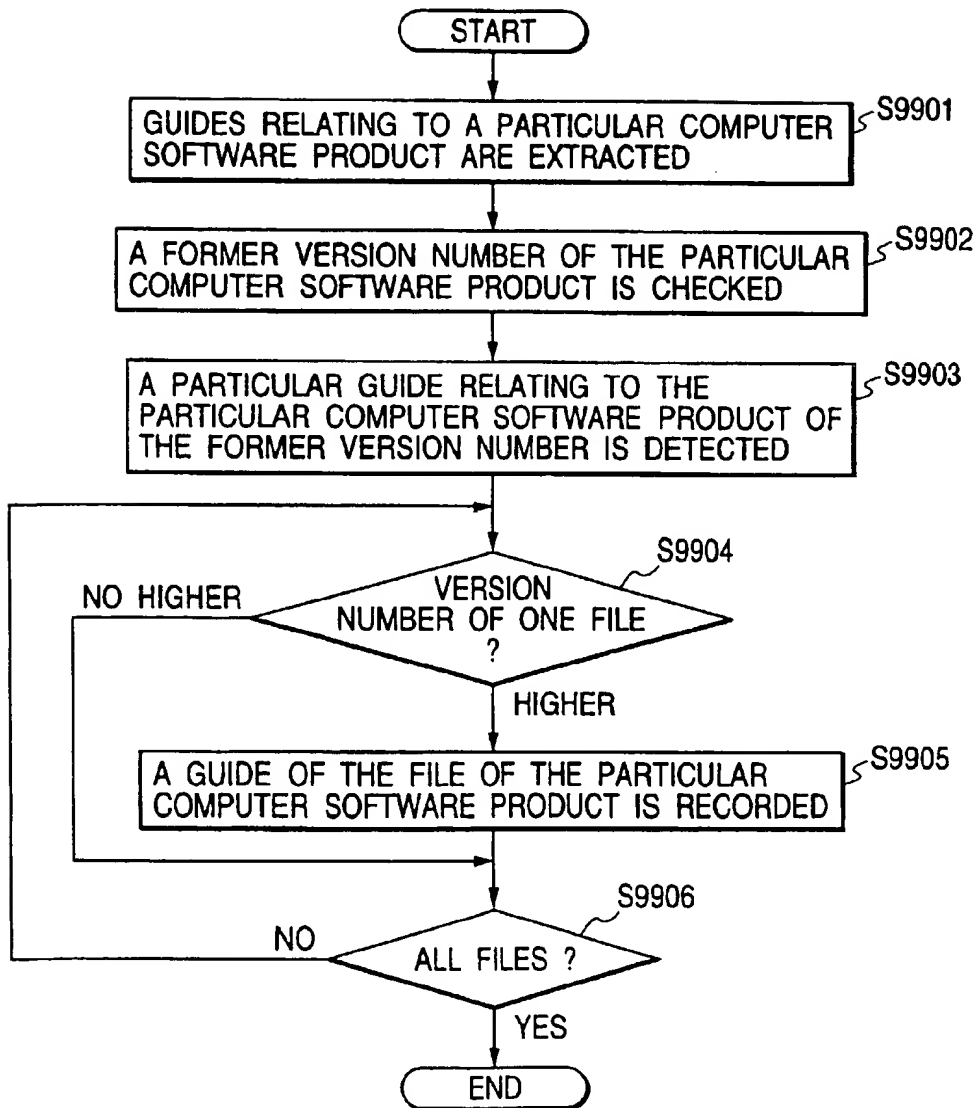 START
GUIDES RELATING TO A PARTICULAR COMPUTER
SOFTWARE PRODUCT ARE EXTRACTED
S9901
A FORMER VERSION NUMBER OF THE PARTICULAR
COMPUTER SOFTWARE PRODUCT IS CHECKED
S9902
A PARTICULAR GUIDE RELATING TO THE
PARTICULAR COMPUTER SOFTWARE PRODUCT OF
THE FORMER VERSION NUMBER IS DETECTED
S9903
S9904
VERSION
NUMBER OF ONE FILE
?
NO HIGHER
HIGHER
A GUIDE OF THE FILE OF THE PARTICULAR
COMPUTER SOFTWARE PRODUCT IS RECORDED
S9905
S9906
ALL FILES ?
NO
YES
END